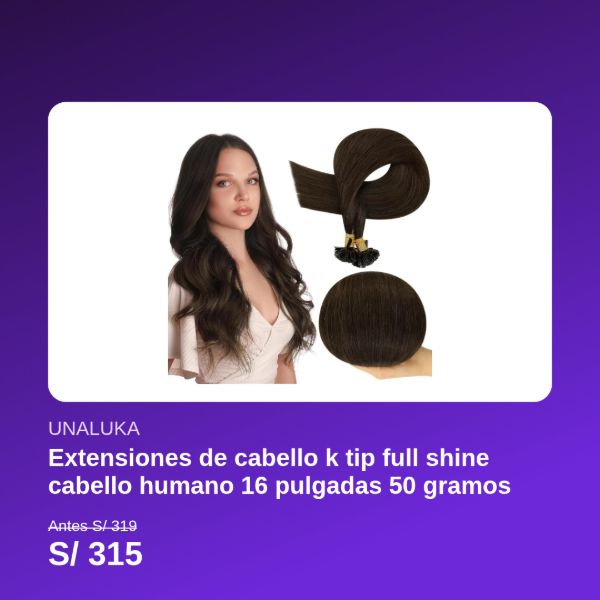 UNALUKA
Extensiones de cabello k tip full shine
cabello humano 16 pulgadas 50 gramos
Antes S/ 319
S/ 315